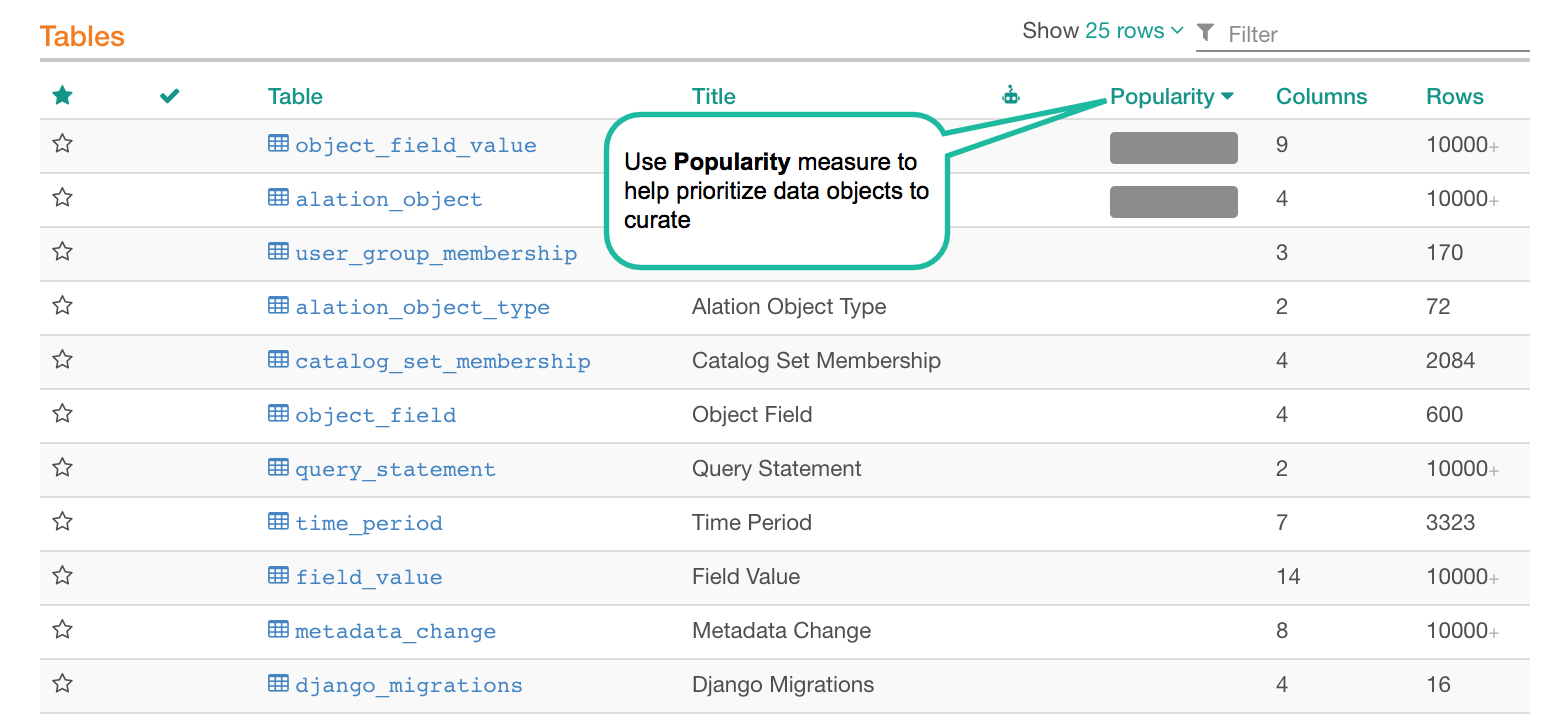 Tables Show 25 rows Filter
Table Title Popularity Columns Rows
object_field_value 9 10000+
alation_object 4 10000+
user_group_membership 3 170
Use Popularity measure to
help prioritize data objects to
curate
alation_object_type Alation Object Type 2 72
catalog_set_membership Catalog Set Membership 4 2084
object_field Object Field 4 600
query_statement Query Statement 2 10000+
time_period Time Period 7 3323
field_value Field Value 14 10000+
metadata_change Metadata Change 8 10000+
django_migrations Django Migrations 4 16